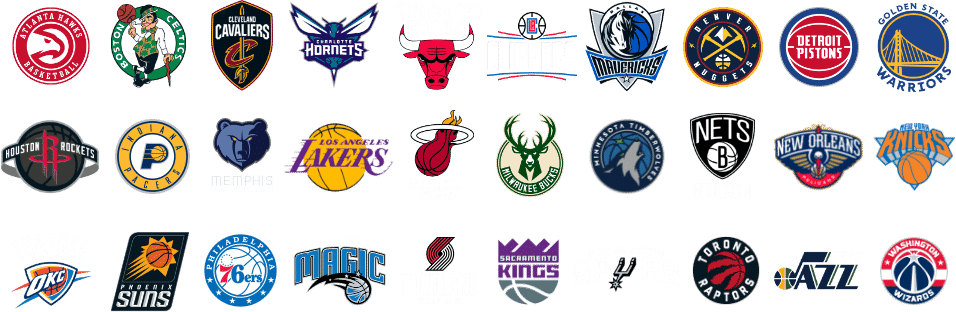 ATLANTA HAWKS
BASKETBALL
BOSTON
CELTICS
CLEVELAND
CAVALIERS
CHARLOTTE
HORNETS
DALLAS
MAVERICKS
DENVER
NUGGETS
DETROIT
PISTONS
GOLDEN STATE
WARRIORS
HOUSTON ROCKETS
INDIANA
PACERS
MEMPHIS
LOS ANGELES
LAKERS
MILWAUKEE BUCKS
MINNESOTA TIMBERWOLVES
NETS
B
NEW ORLEANS
PELICANS
NEW YORK
KNICKS
OKC
PHOENIX
SUNS
PHILADELPHIA
76ers
MAGIC
SACRAMENTO
KINGS
TORONTO
RAPTORS
JAZZ
WASHINGTON
WIZARDS